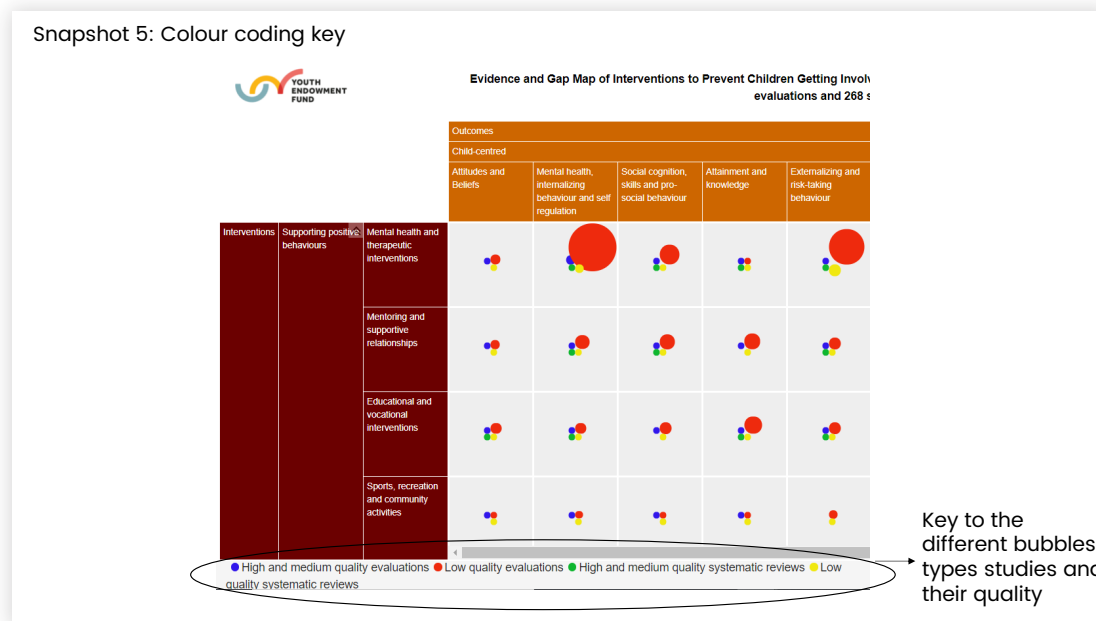 Snapshot 5: Colour coding key
YOUTH
ENDOWMENT
FUND
Evidence and Gap Map of Interventions to Prevent Children Getting Involv
evaluations and 268 s
Outcomes
Child-centred
Attitudes and
Beliefs
Mental health,
internalizing
behaviour and self
regulation
Social cognition,
skills and pro-
social behaviour
Attainment and
knowledge
Externalizing and
risk-taking
behaviour
Interventions
Supporting positive
behaviours
Mental health and
therapeutic
interventions
Mentoring and
supportive
relationships
Educational and
vocational
interventions
Sports, recreation
and community
activities
High and medium quality evaluations Low quality evaluations High and medium quality systematic reviews Low
quality systematic reviews
Key to the
different bubbles
types studies and
their quality